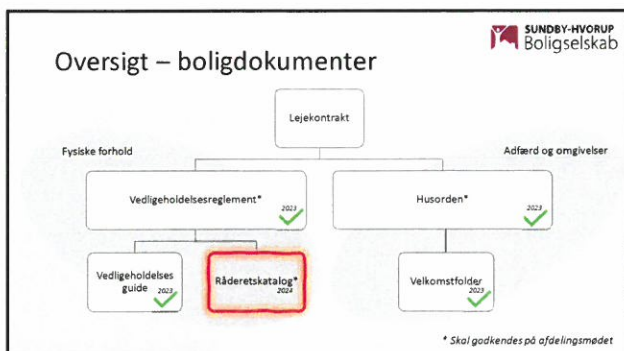 SUNDBY-HVORUP
Boligselskab
Oversigt – boligdokumenter
Lejekontrakt
Fysiske forhold
Adfærd og omgivelser
Vedligeholdelsesreglement*
2023
Husorden*
2023
Vedligeholdelses
guide
2023
Råderetskatalog*
2024
Velkomstfolder
2023
* Skal godkendes på afdelingsmødet